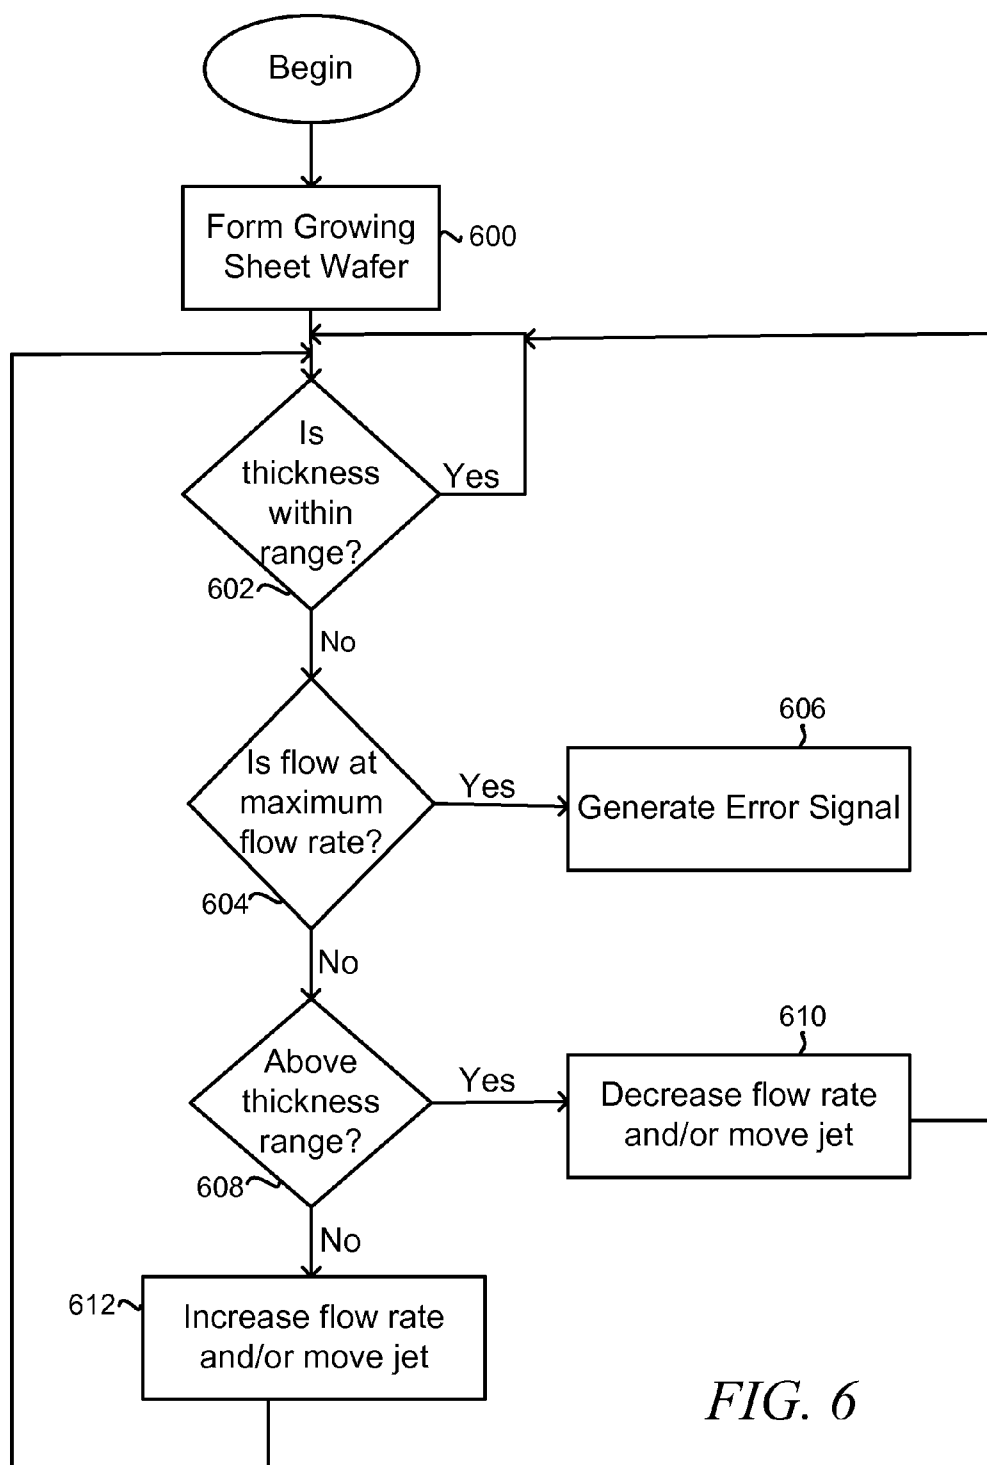 Begin
Form Growing
Sheet Wafer
600
Is
thickness
within
range?
Yes
602
No
606
Is flow at
maximum
flow rate?
Yes
Generate Error Signal
604
No
610
Above
thickness
range?
Yes
Decrease flow rate
and/or move jet
608
No
612
Increase flow rate
and/or move jet
FIG. 6